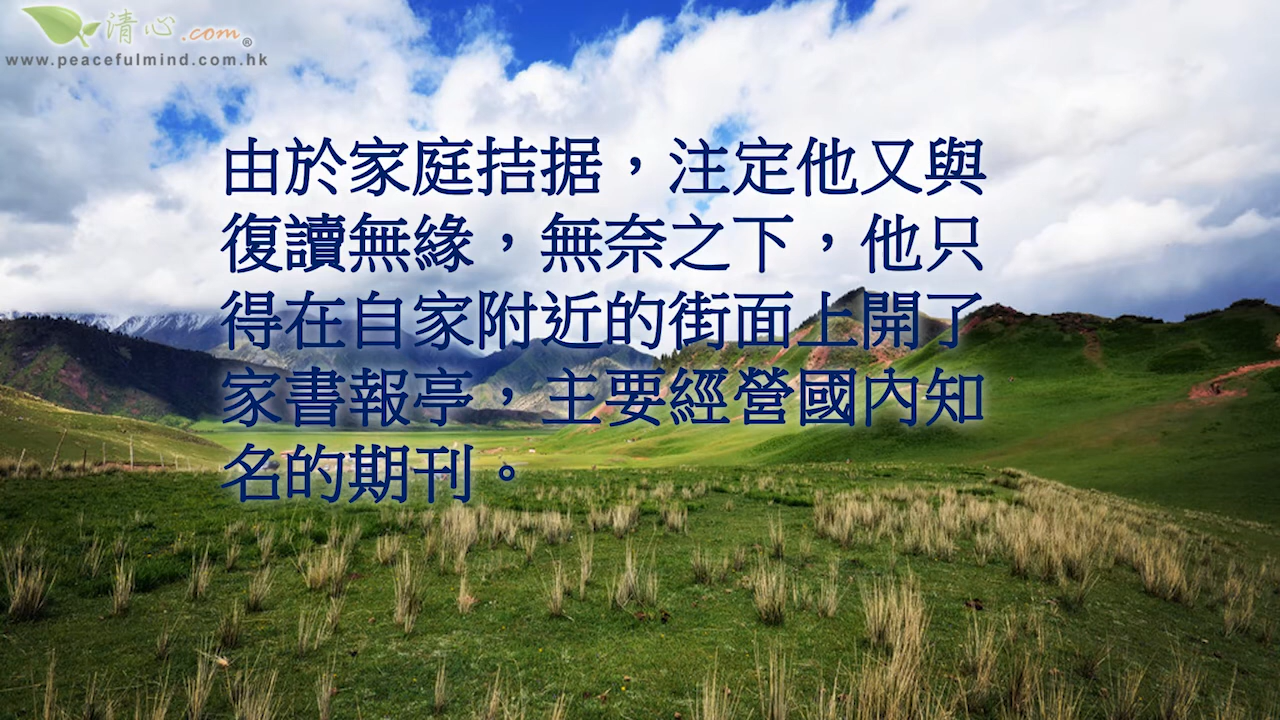 清心.com®
www.peacefulmind.com.hk
由於家庭拮据，注定他又與
復讀無緣，無奈之下，他只
得在自家附近的街面上開了
家書報亭，主要經營國內知
名的期刊。